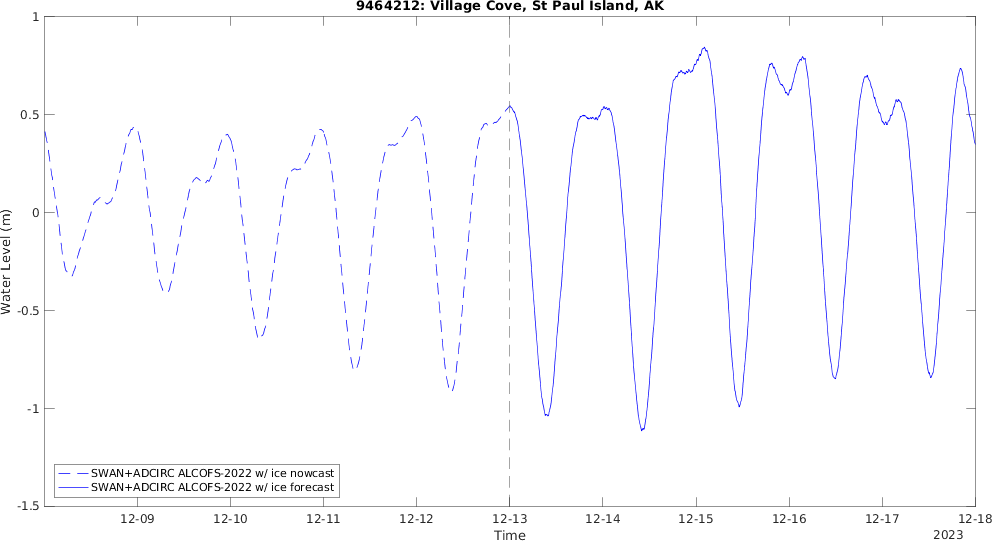 9464212: Village Cove, St Paul Island, AK
1
0.5
0
-0.5
-1
-1.5
Water Level (m)
SWAN+ADCIRC ALCOFS-2022 w/ ice nowcast
SWAN+ADCIRC ALCOFS-2022 w/ ice forecast
12-09 12-10 12-11 12-12 12-13 12-14 12-15 12-16 12-17 12-18
Time
2023